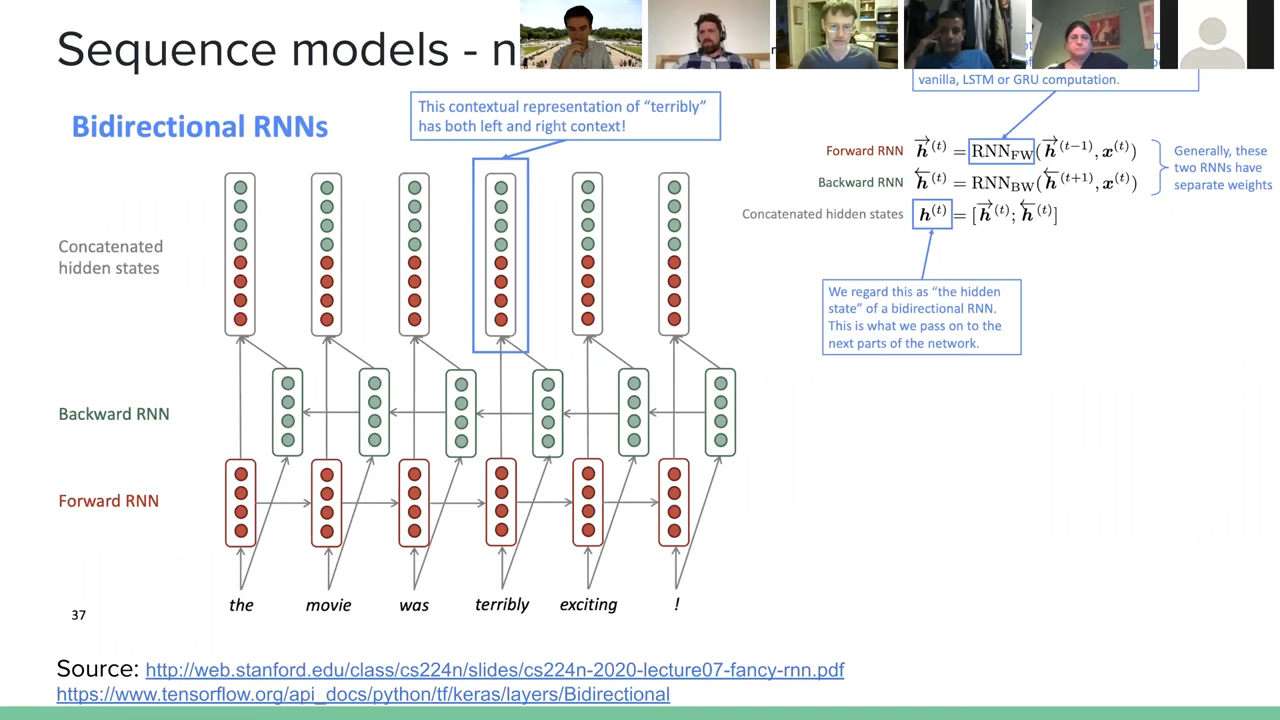 Sequence models - n
Bidirectional RNNs
This contextual representation of “terribly”
has both left and right context!
vanilla, LSTM or GRU computation.
Forward RNN h→(t) = RNN_FW(h→(t−1), x(t))
Backward RNN h←(t) = RNN_BW(h←(t+1), x(t))
Concatenated hidden states h(t) = [h→(t); h←(t)]
Generally, these
two RNNs have
separate weights
We regard this as “the hidden
state” of a bidirectional RNN.
This is what we pass on to the
next parts of the network.
Concatenated
hidden states
Backward RNN
Forward RNN
the movie was terribly exciting !
37
Source: http://web.stanford.edu/class/cs224n/slides/cs224n-2020-lecture07-fancy-rnn.pdf
https://www.tensorflow.org/api_docs/python/tf/keras/layers/Bidirectional